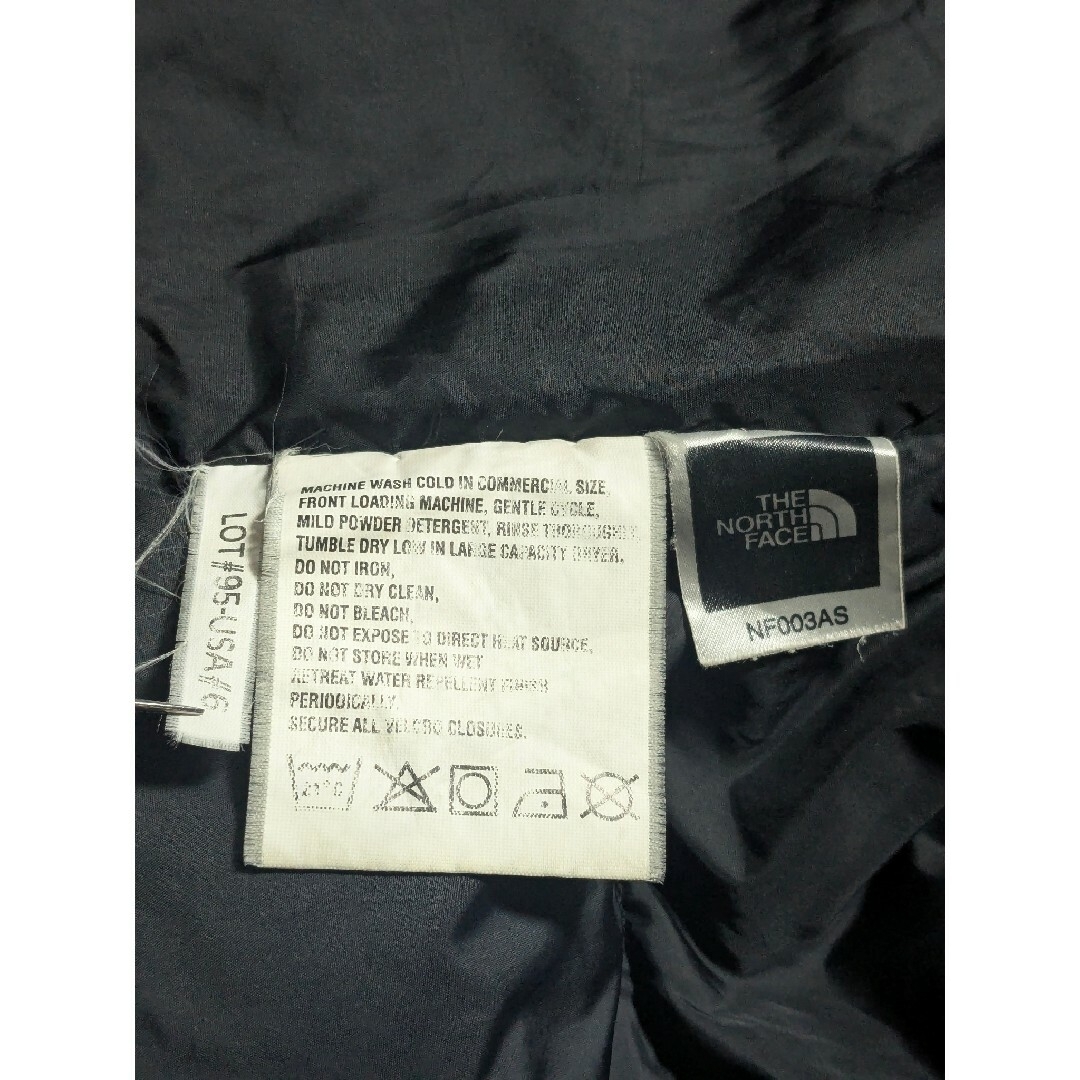 LOT#95-USA#6
MACHINE WASH COLD IN COMMERCIAL SIZE,
FRONT LOADING MACHINE, GENTLE CYCLE,
MILD POWDER DETERGENT, RINSE THOROUGHLY.
TUMBLE DRY LOW IN LARGE CAPACITY DRYER.
DO NOT IRON,
DO NOT DRY CLEAN,
DO NOT BLEACH,
DO NOT EXPOSE TO DIRECT HEAT SOURCE,
DO NOT STORE WHEN WET
RETREAT WATER REPELLENT FINISH
PERIODICALLY.
SECURE ALL VELCRO CLOSURES.
21°C
THE
NORTH
FACE
NF003AS